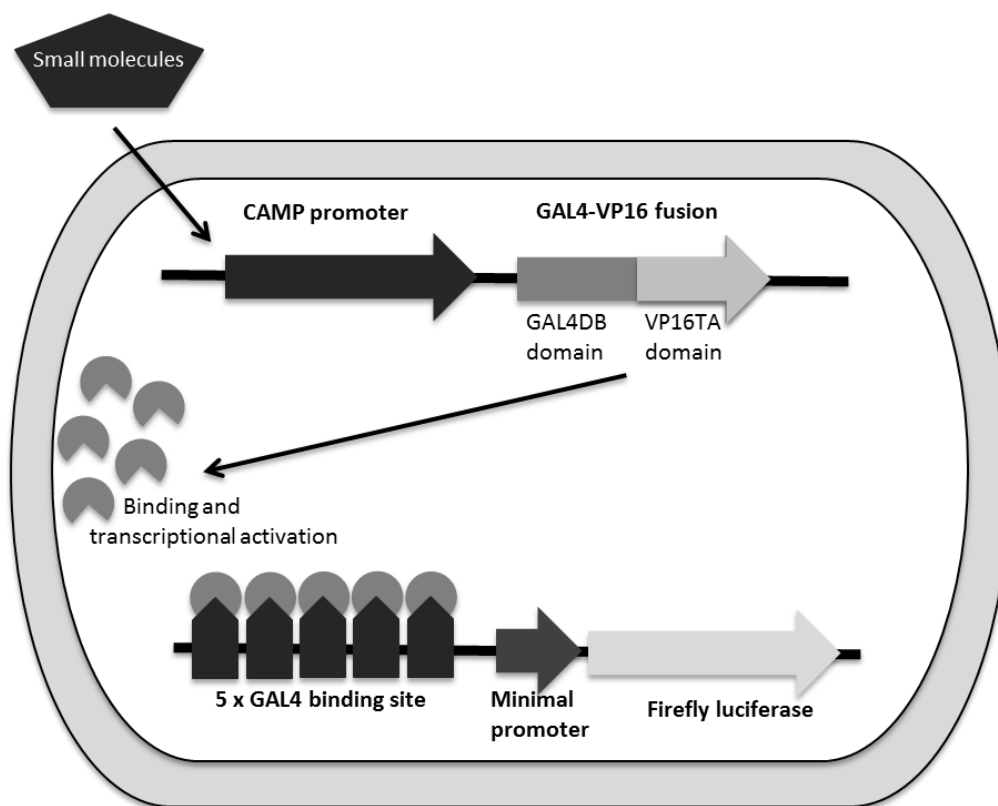 Small molecules
CAMP promoter
GAL4-VP16 fusion
GAL4DB
domain
VP16TA
domain
Binding and
transcriptional activation
5 x GAL4 binding site
Minimal
promoter
Firefly luciferase